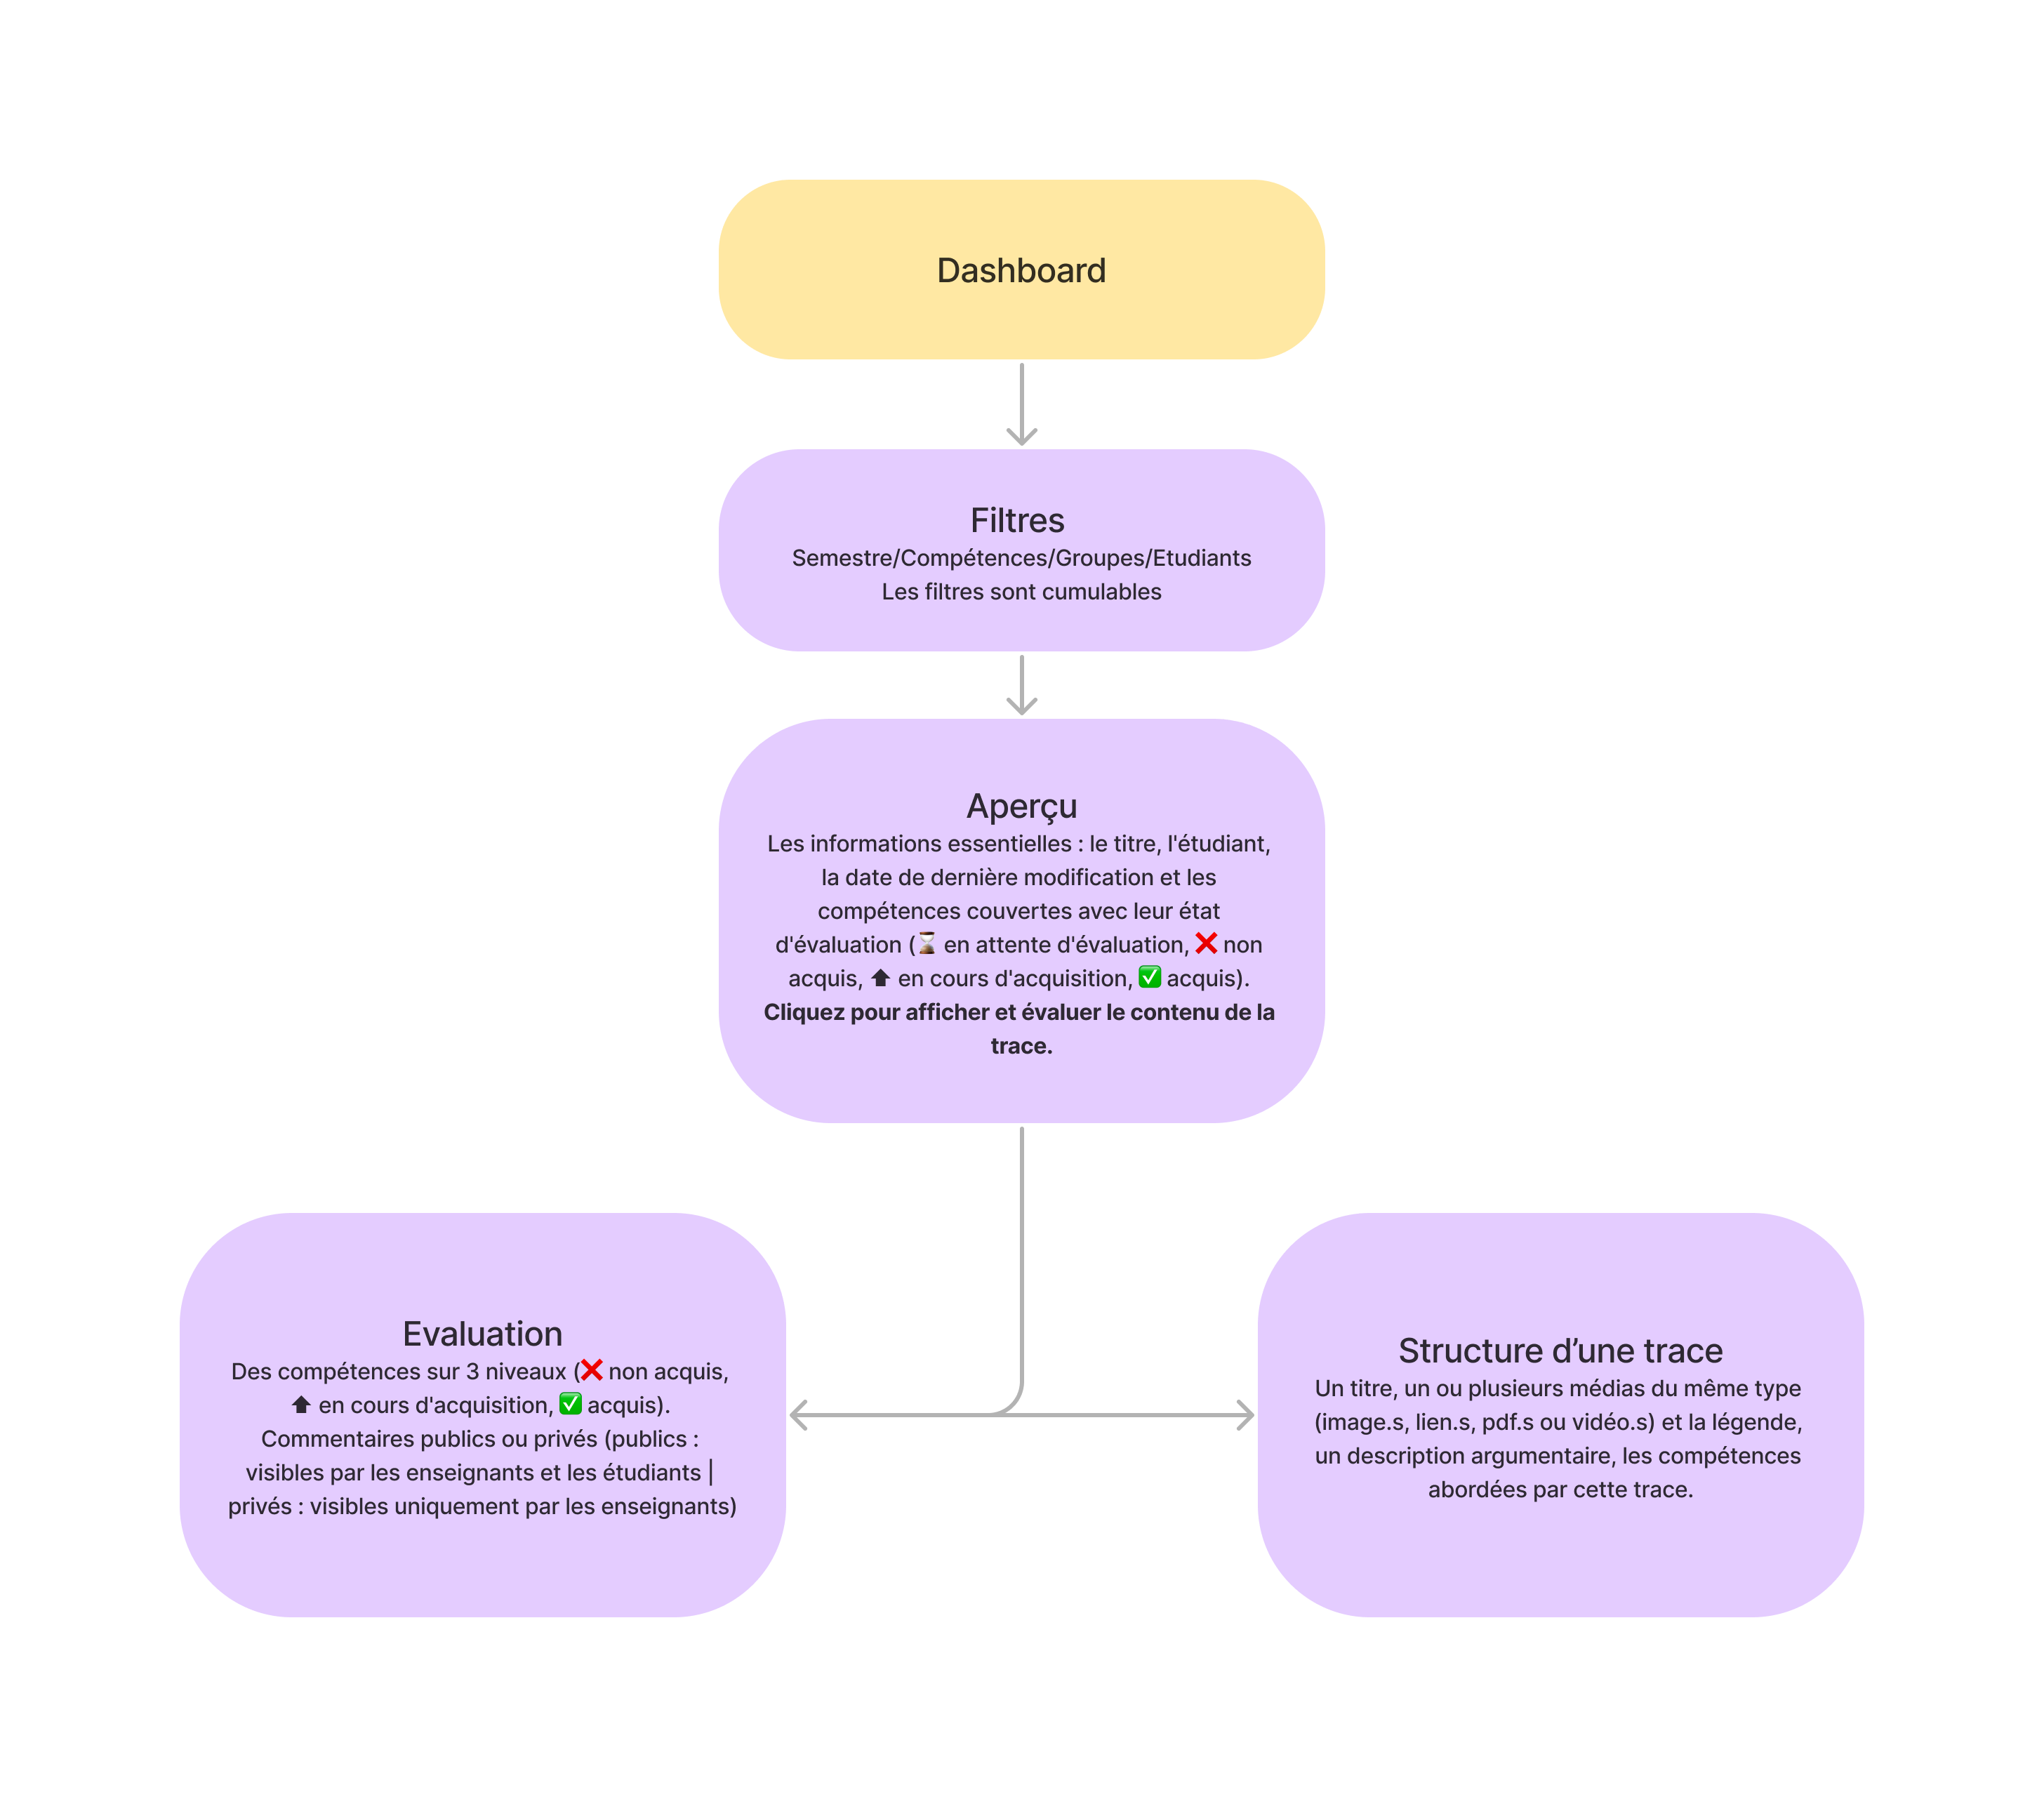 Dashboard
Filtres
Semestre/Compétences/Groupes/Etudiants
Les filtres sont cumulables
Aperçu
Les informations essentielles : le titre, l'étudiant,
la date de dernière modification et les
compétences couvertes avec leur état
d'évaluation (⌛ en attente d'évaluation, ❌ non
acquis, ⬆ en cours d'acquisition, ✅ acquis).
Cliquez pour afficher et évaluer le contenu de la
trace.
Evaluation
Des compétences sur 3 niveaux (❌ non acquis,
⬆ en cours d'acquisition, ✅ acquis).
Commentaires publics ou privés (publics :
visibles par les enseignants et les étudiants |
privés : visibles uniquement par les enseignants)
Structure d’une trace
Un titre, un ou plusieurs médias du même type
(image.s, lien.s, pdf.s ou vidéo.s) et la légende,
un description argumentaire, les compétences
abordées par cette trace.